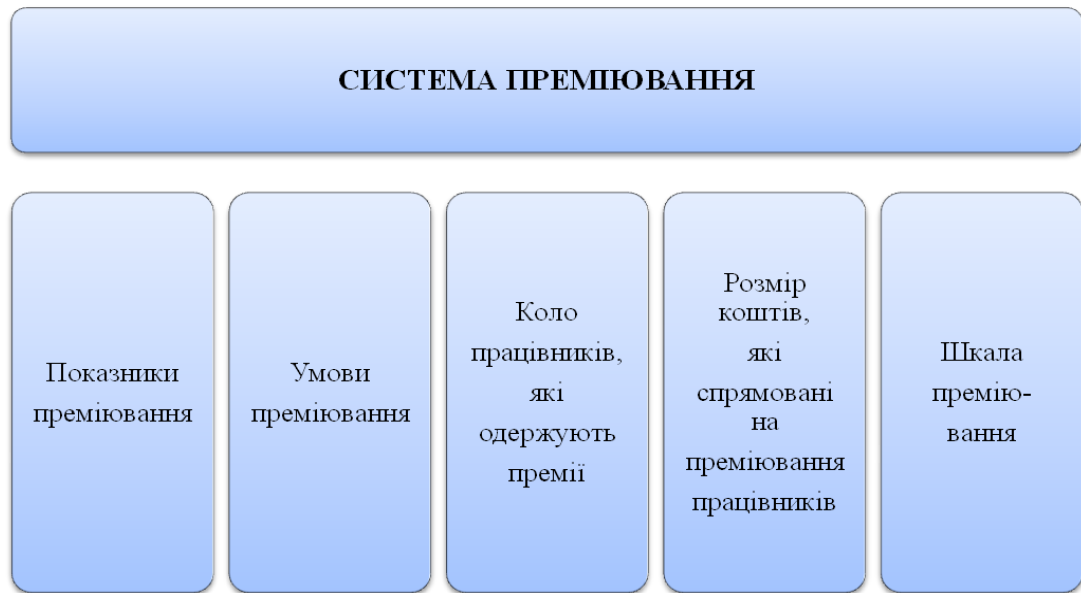 СИСТЕМА ПРЕМІЮВАННЯ
Показники
преміювання
Умови
преміювання
Коло
працівників,
які
одержують
премії
Розмір
коштів,
які
спрямовані
на
преміювання
працівників
Шкала
премію-
вання